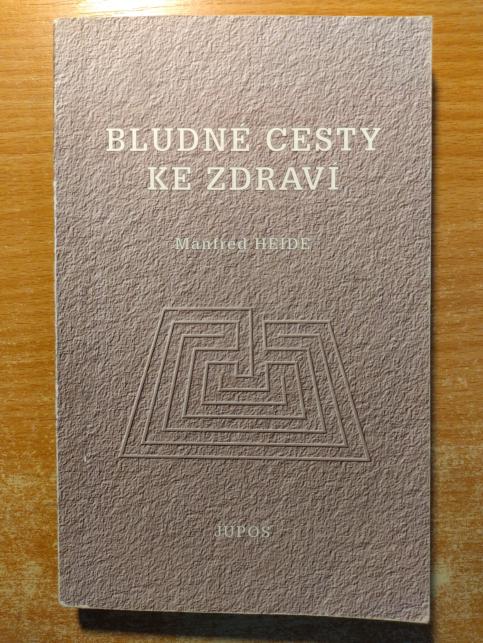 BLUDNÉ CESTY
KE ZDRAVÍ
Manfred HEIDE
JUPOS